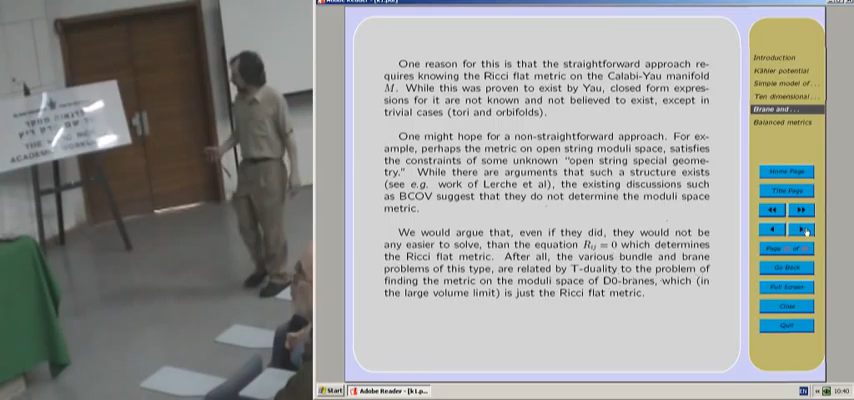 Adobe Reader - [k1.pdf]
One reason for this is that the straightforward approach re-
quires knowing the Ricci flat metric on the Calabi-Yau manifold
M. While this was proven to exist by Yau, closed form expres-
sions for it are not known and not believed to exist, except in
trivial cases (tori and orbifolds).
One might hope for a non-straightforward approach. For ex-
ample, perhaps the metric on open string moduli space, satisfies
the constraints of some unknown "open string special geome-
try." While there are arguments that such a structure exists
(see e.g. work of Lerche et al), the existing discussions such
as BCOV suggest that they do not determine the moduli space
metric.
We would argue that, even if they did, they would not be
any easier to solve, than the equation
the Ricci flat metric. After all, the various bundle and brane
problems of this type, are related by T-duality to the problem of
finding the metric on the moduli space of D0-branes, which (in
the large volume limit) is just the Ricci flat metric.
Introduction
Kähler potential
Simple model of...
Ten dimensional...
Brane and...
Balanced metrics
Home Page
Title Page
Page of
Go Back
Full Screen
Close
Quit
Start
Adobe Reader - [k1.p...
EN
10:40